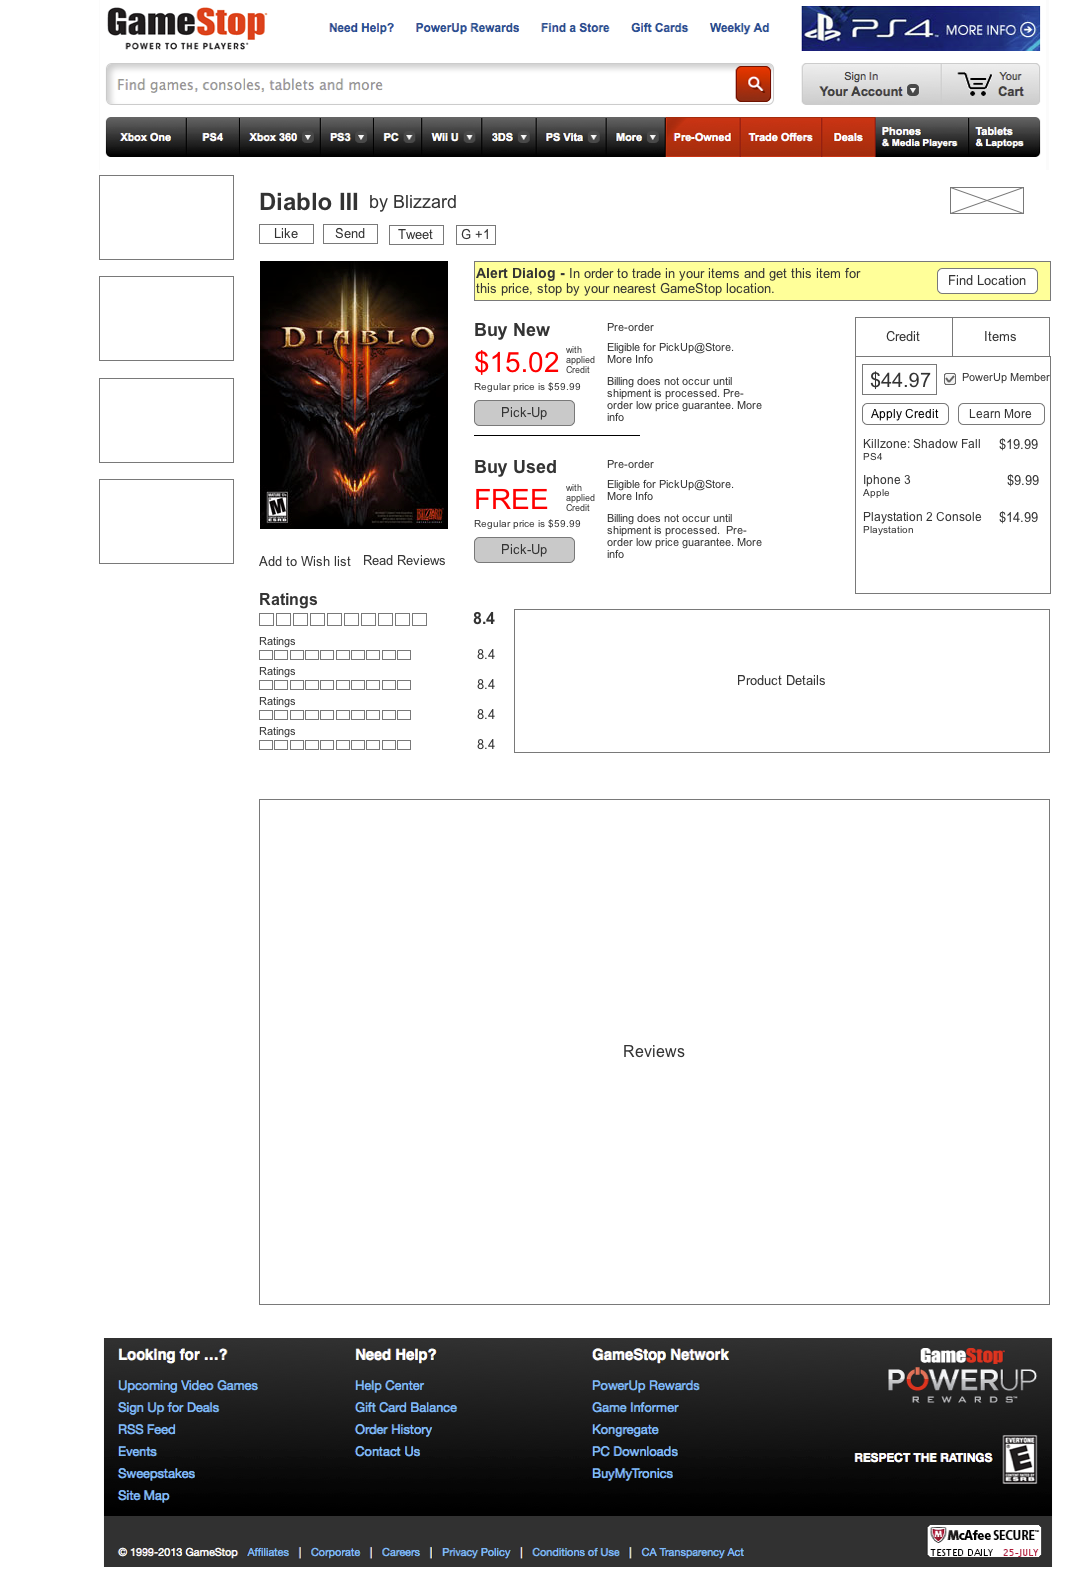 GameStop
POWER TO THE PLAYERS
Need Help? PowerUp Rewards Find a Store Gift Cards Weekly Ad
PS4 MORE INFO
Find games, consoles, tablets and more
Sign In
Your Account
Your
Cart
Xbox One PS4 Xbox 360 PS3 PC Wii U 3DS PS Vita More Pre-Owned Trade Offers Deals
Phones
& Media Players
Tablets
& Laptops
Diablo III by Blizzard
Like Send Tweet G +1
DIABLO
MATURE 17+
M
ESRB
BLIZZARD
Alert Dialog - In order to trade in your items and get this item for
this price, stop by your nearest GameStop location.
Find Location
Buy New
$15.02 with
applied
Credit
Regular price is $59.99
Pick-Up
Pre-order
Eligible for PickUp@Store.
More Info
Billing does not occur until
shipment is processed. Pre-
order low price guarantee. More
info
Buy Used
FREE with
applied
Credit
Regular price is $59.99
Pick-Up
Pre-order
Eligible for PickUp@Store.
More Info
Billing does not occur until
shipment is processed. Pre-
order low price guarantee. More
info
Credit Items
$44.97 PowerUp Member
Apply Credit Learn More
Killzone: Shadow Fall $19.99
PS4
Iphone 3 $9.99
Apple
Playstation 2 Console $14.99
Playstation
Add to Wish list Read Reviews
Ratings
8.4
Ratings
8.4
Ratings
8.4
Ratings
8.4
Ratings
8.4
Product Details
Reviews
Looking for ...?
Upcoming Video Games
Sign Up for Deals
RSS Feed
Events
Sweepstakes
Site Map
Need Help?
Help Center
Gift Card Balance
Order History
Contact Us
GameStop Network
PowerUp Rewards
Game Informer
Kongregate
PC Downloads
BuyMyTronics
GameStop
POWERUP
REWARDS™
RESPECT THE RATINGS
EVERYONE
E
ESRB
© 1999-2013 GameStop Affiliates | Corporate | Careers | Privacy Policy | Conditions of Use | CA Transparency Act
McAfee SECURE™
TESTED DAILY 25-JULY